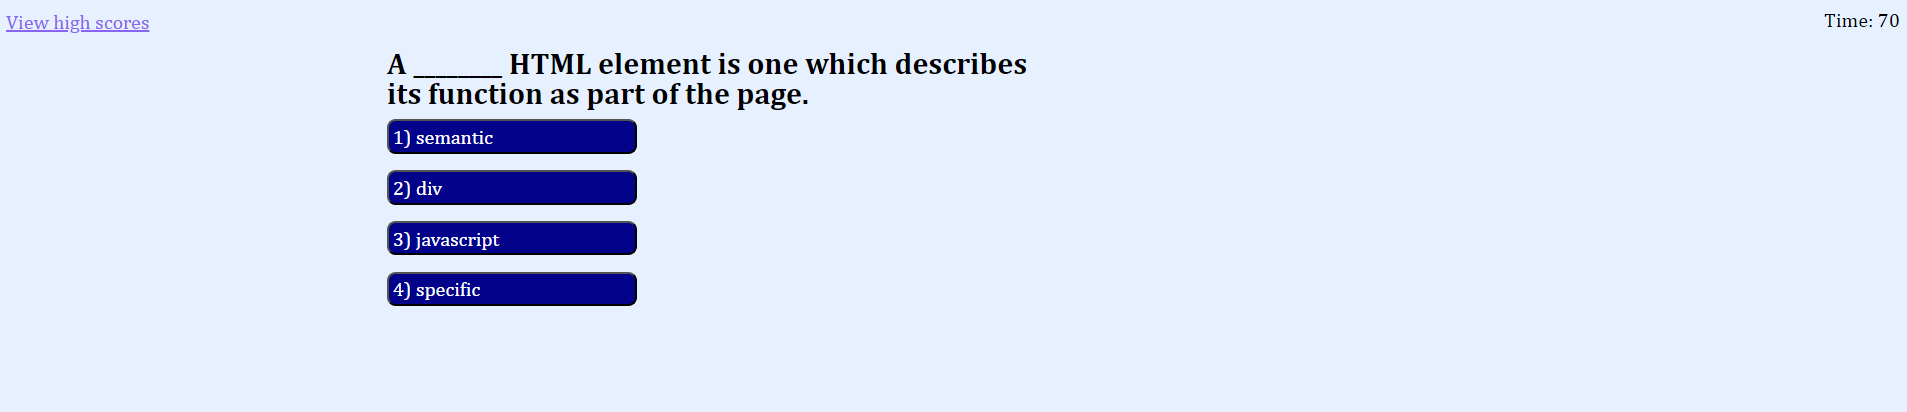 View high scores
Time: 70
A ________ HTML element is one which describes
its function as part of the page.
1) semantic
2) div
3) javascript
4) specific